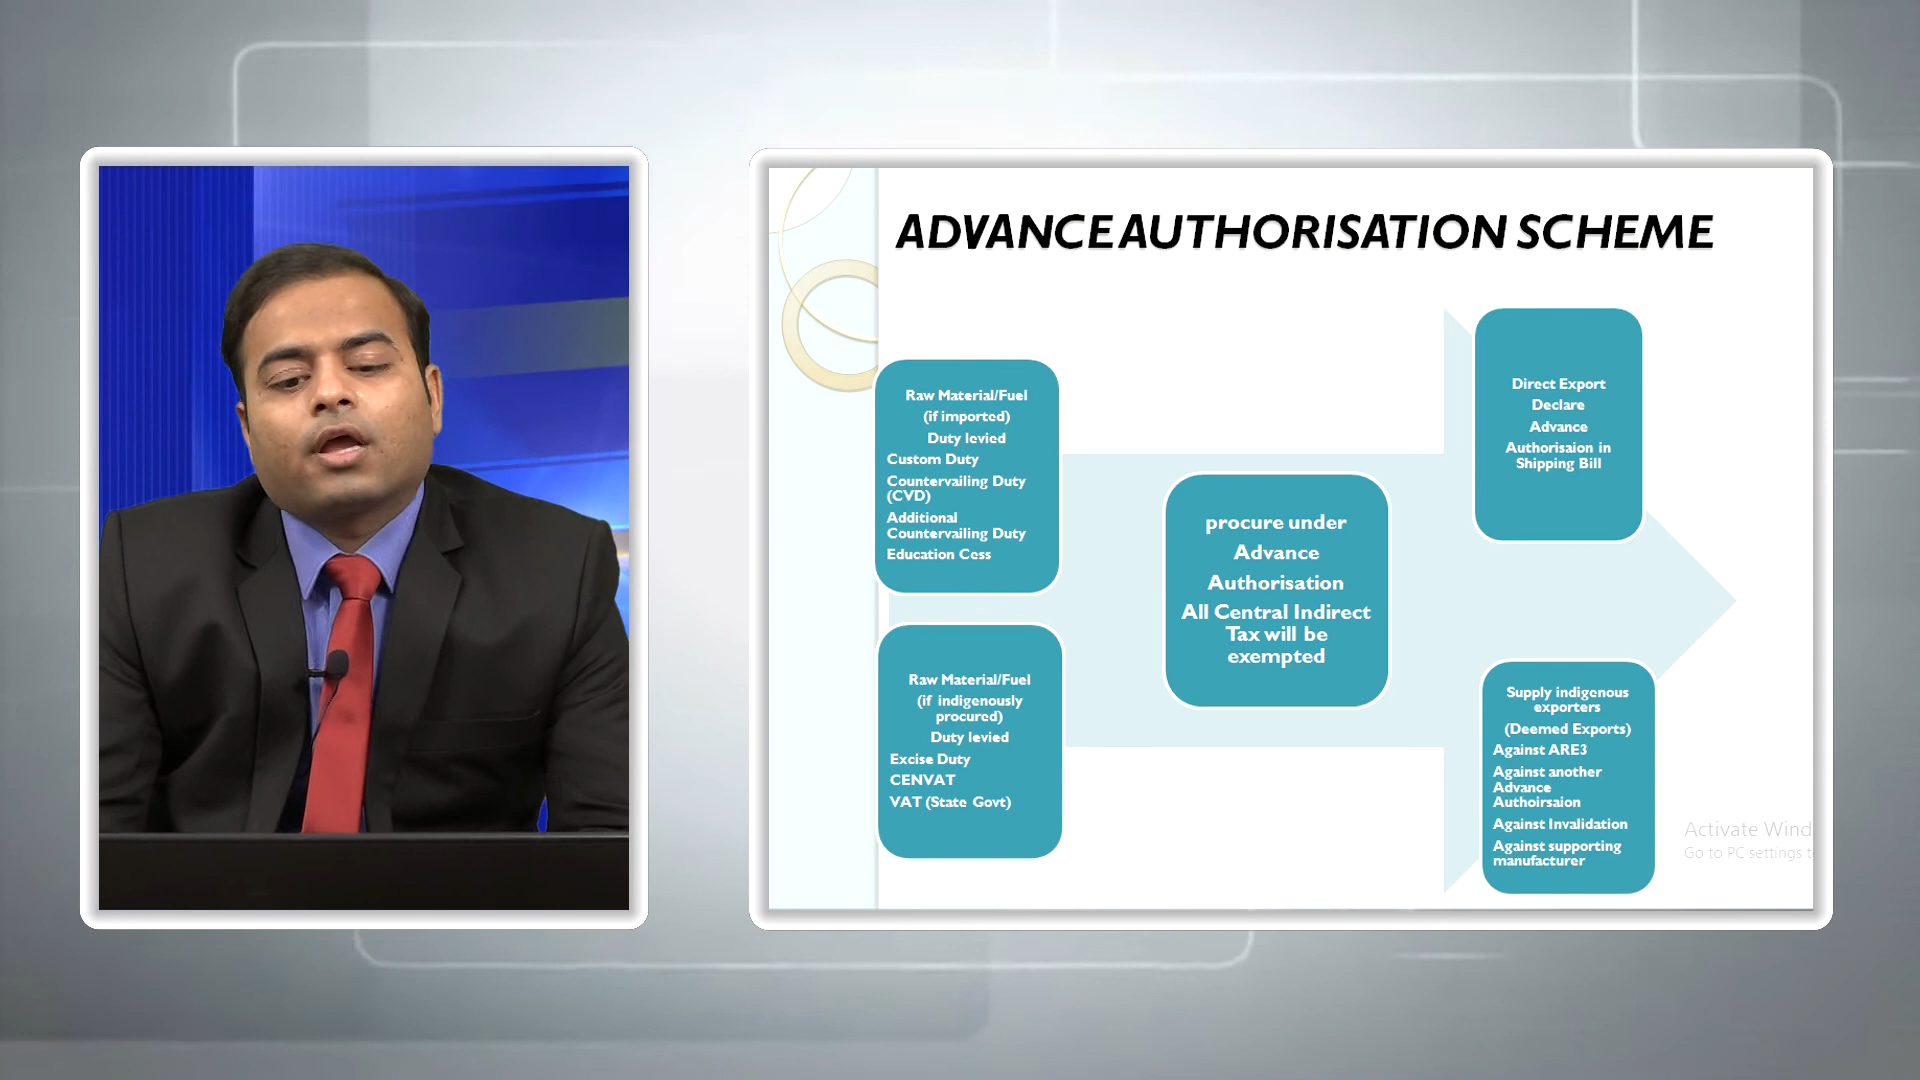 ADVANCE AUTHORISATION SCHEME
Raw Material/Fuel
(if imported)
Duty levied
Custom Duty
Countervailing Duty
(CVD)
Additional
Countervailing Duty
Education Cess
Raw Material/Fuel
(if indigenously
procured)
Duty levied
Excise Duty
CENVAT
VAT (State Govt)
procure under
Advance
Authorisation
All Central Indirect
Tax will be
exempted
Direct Export
Declare
Advance
Authorisaion in
Shipping Bill
Supply indigenous
exporters
(Deemed Exports)
Against ARE3
Against another
Advance
Authoirsaion
Against Invalidation
Against supporting
manufacturer
Activate Wind
Go to PC settings t